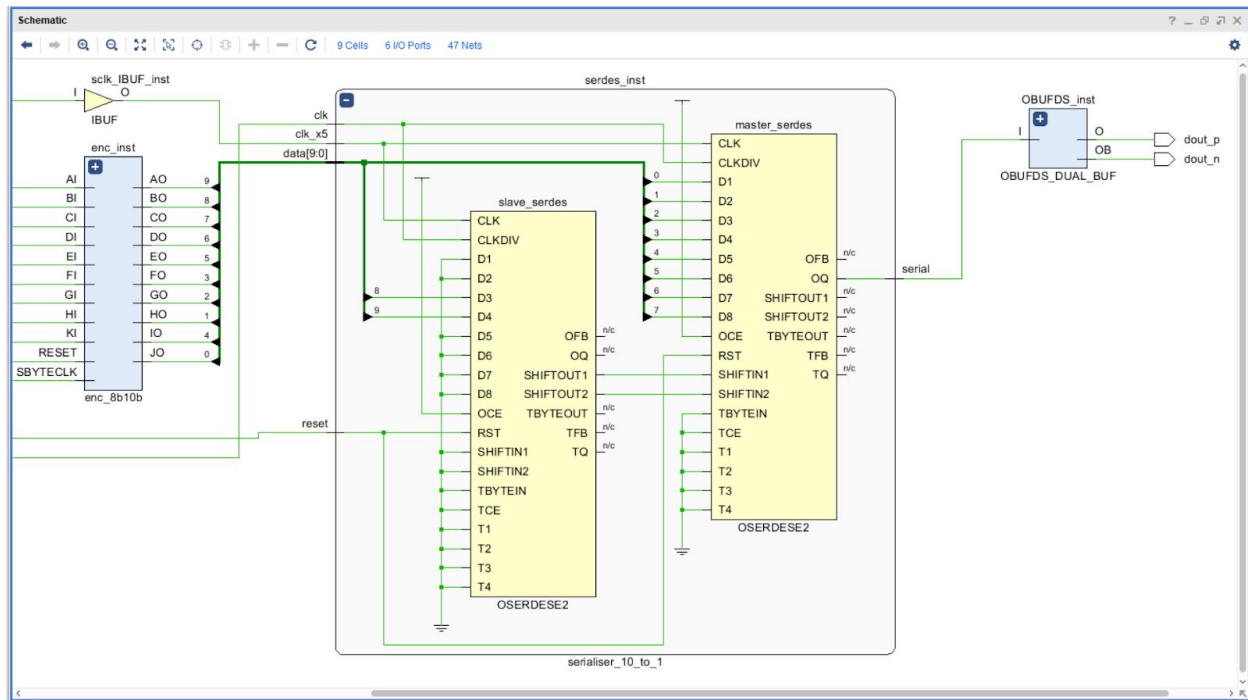 Schematic
9 Cells 6 I/O Ports 47 Nets
sclk_IBUF_inst
I O
IBUF
enc_inst
AI AO 9
BI BO 8
CI CO 7
DI DO 6
EI EO 5
FI FO 3
GI GO 2
HI HO 1
KI IO 4
RESET JO 0
SBYTECLK
enc_8b10b
serdes_inst
clk
clk_x5
data[9:0]
reset
slave_serdes
CLK
CLKDIV
D1
D2
8 D3
9 D4
D5 OFB n/c
D6 OQ n/c
D7 SHIFTOUT1
D8 SHIFTOUT2
OCE TBYTEOUT n/c
RST TFB n/c
SHIFTIN1 TQ n/c
SHIFTIN2
TBYTEIN
TCE
T1
T2
T3
T4
OSERDESE2
master_serdes
CLK
CLKDIV
0 D1
1 D2
2 D3
3 D4
4 D5 OFB n/c
5 D6 OQ
6 D7 SHIFTOUT1 n/c
7 D8 SHIFTOUT2 n/c
OCE TBYTEOUT n/c
RST TFB n/c
SHIFTIN1 TQ n/c
SHIFTIN2
TBYTEIN
TCE
T1
T2
T3
T4
OSERDESE2
serial
serialiser_10_to_1
OBUFDS_inst
I O dout_p
OB dout_n
OBUFDS_DUAL_BUF